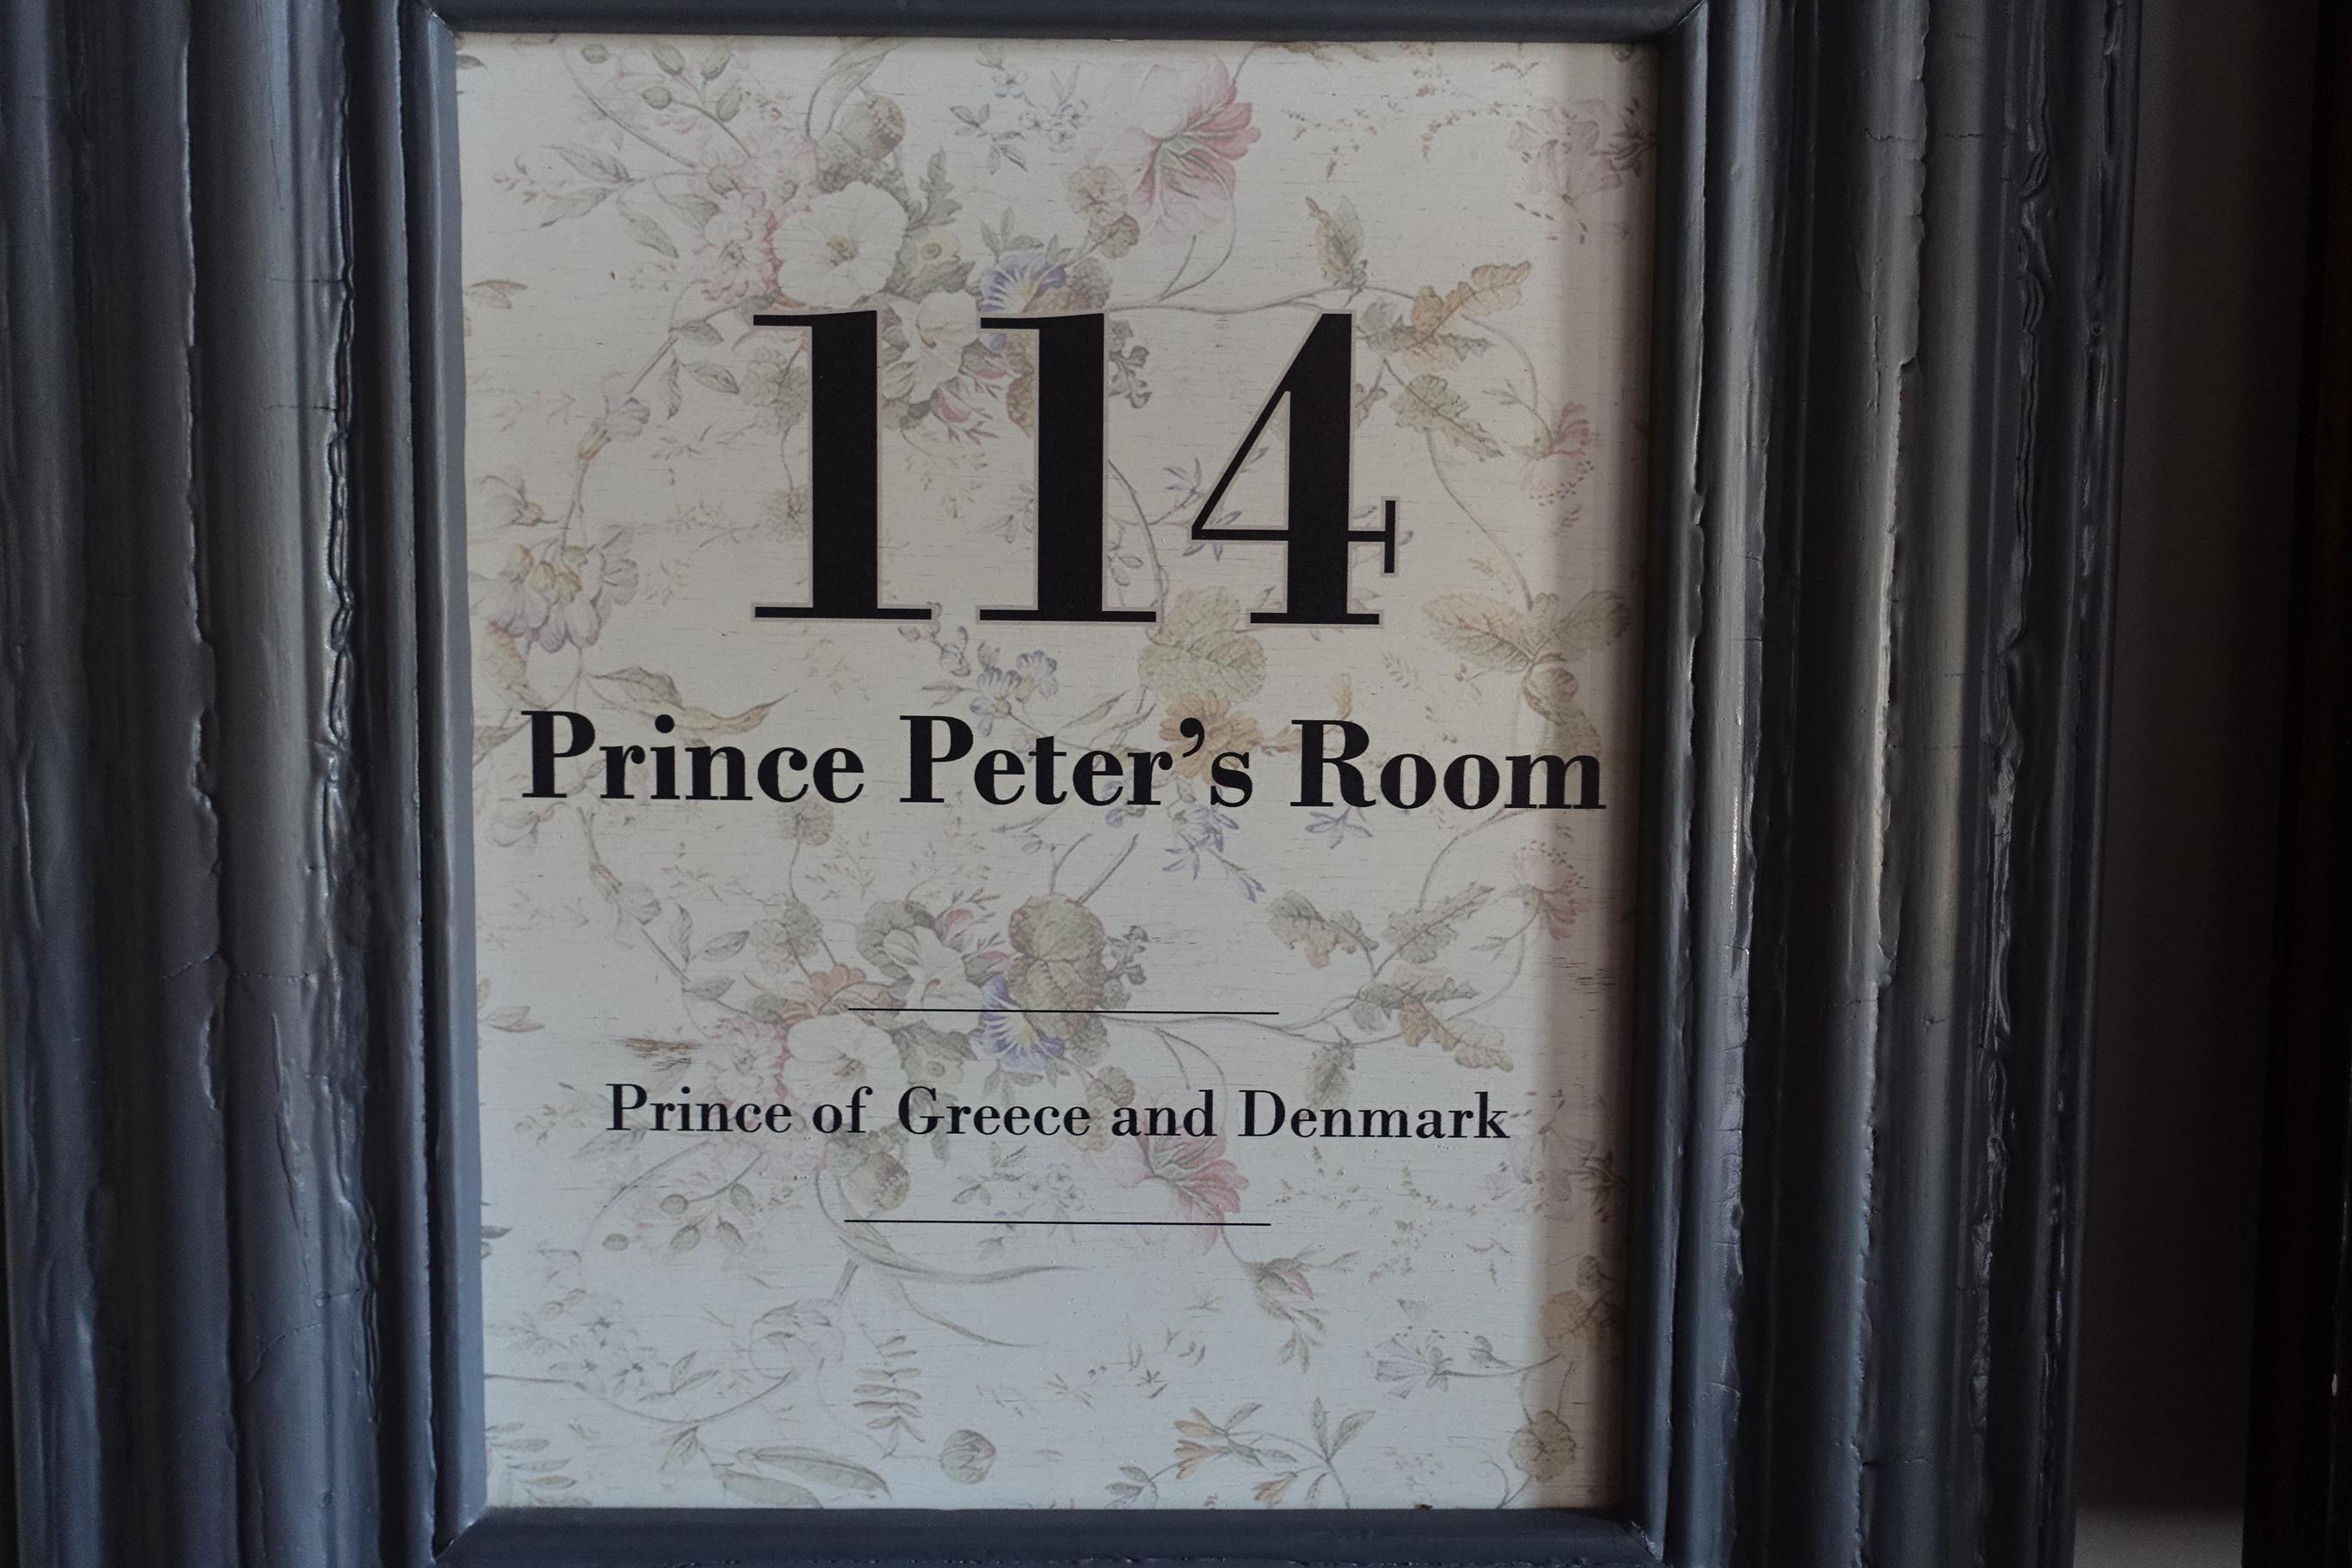 114
Prince Peter’s Room
Prince of Greece and Denmark